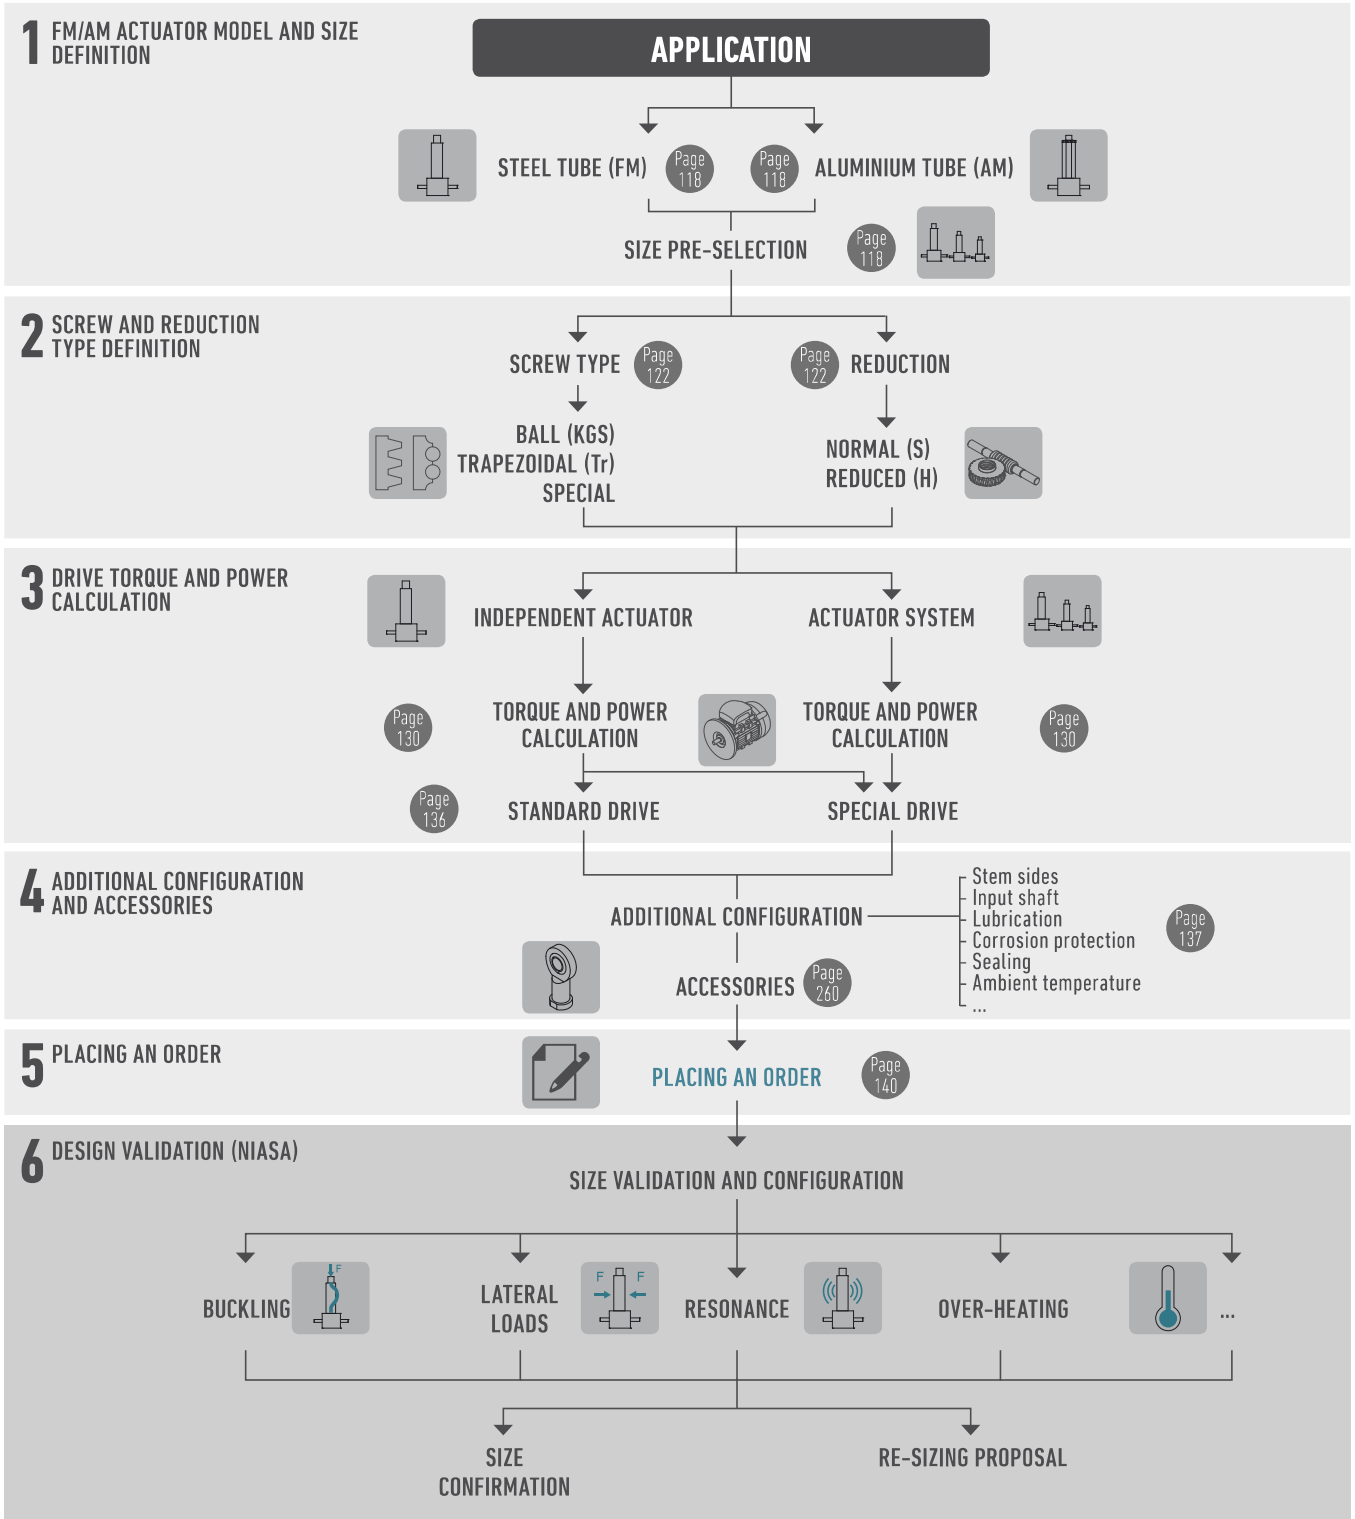 1 FM/AM ACTUATOR MODEL AND SIZE
DEFINITION
APPLICATION
STEEL TUBE (FM)
Page
118
Page
118
ALUMINIUM TUBE (AM)
SIZE PRE-SELECTION
Page
118
2 SCREW AND REDUCTION
TYPE DEFINITION
SCREW TYPE
Page
122
Page
122
REDUCTION
BALL (KGS)
TRAPEZOIDAL (Tr)
SPECIAL
NORMAL (S)
REDUCED (H)
3 DRIVE TORQUE AND POWER
CALCULATION
INDEPENDENT ACTUATOR
ACTUATOR SYSTEM
Page
130
TORQUE AND POWER
CALCULATION
TORQUE AND POWER
CALCULATION
Page
130
Page
136
STANDARD DRIVE
SPECIAL DRIVE
4 ADDITIONAL CONFIGURATION
AND ACCESSORIES
ADDITIONAL CONFIGURATION
Stem sides
Input shaft
Lubrication
Corrosion protection
Sealing
Ambient temperature
...
Page
137
ACCESSORIES
Page
260
5 PLACING AN ORDER
PLACING AN ORDER
Page
140
6 DESIGN VALIDATION (NIASA)
SIZE VALIDATION AND CONFIGURATION
BUCKLING
F
LATERAL
LOADS
F F
RESONANCE
OVER-HEATING
...
SIZE
CONFIRMATION
RE-SIZING PROPOSAL